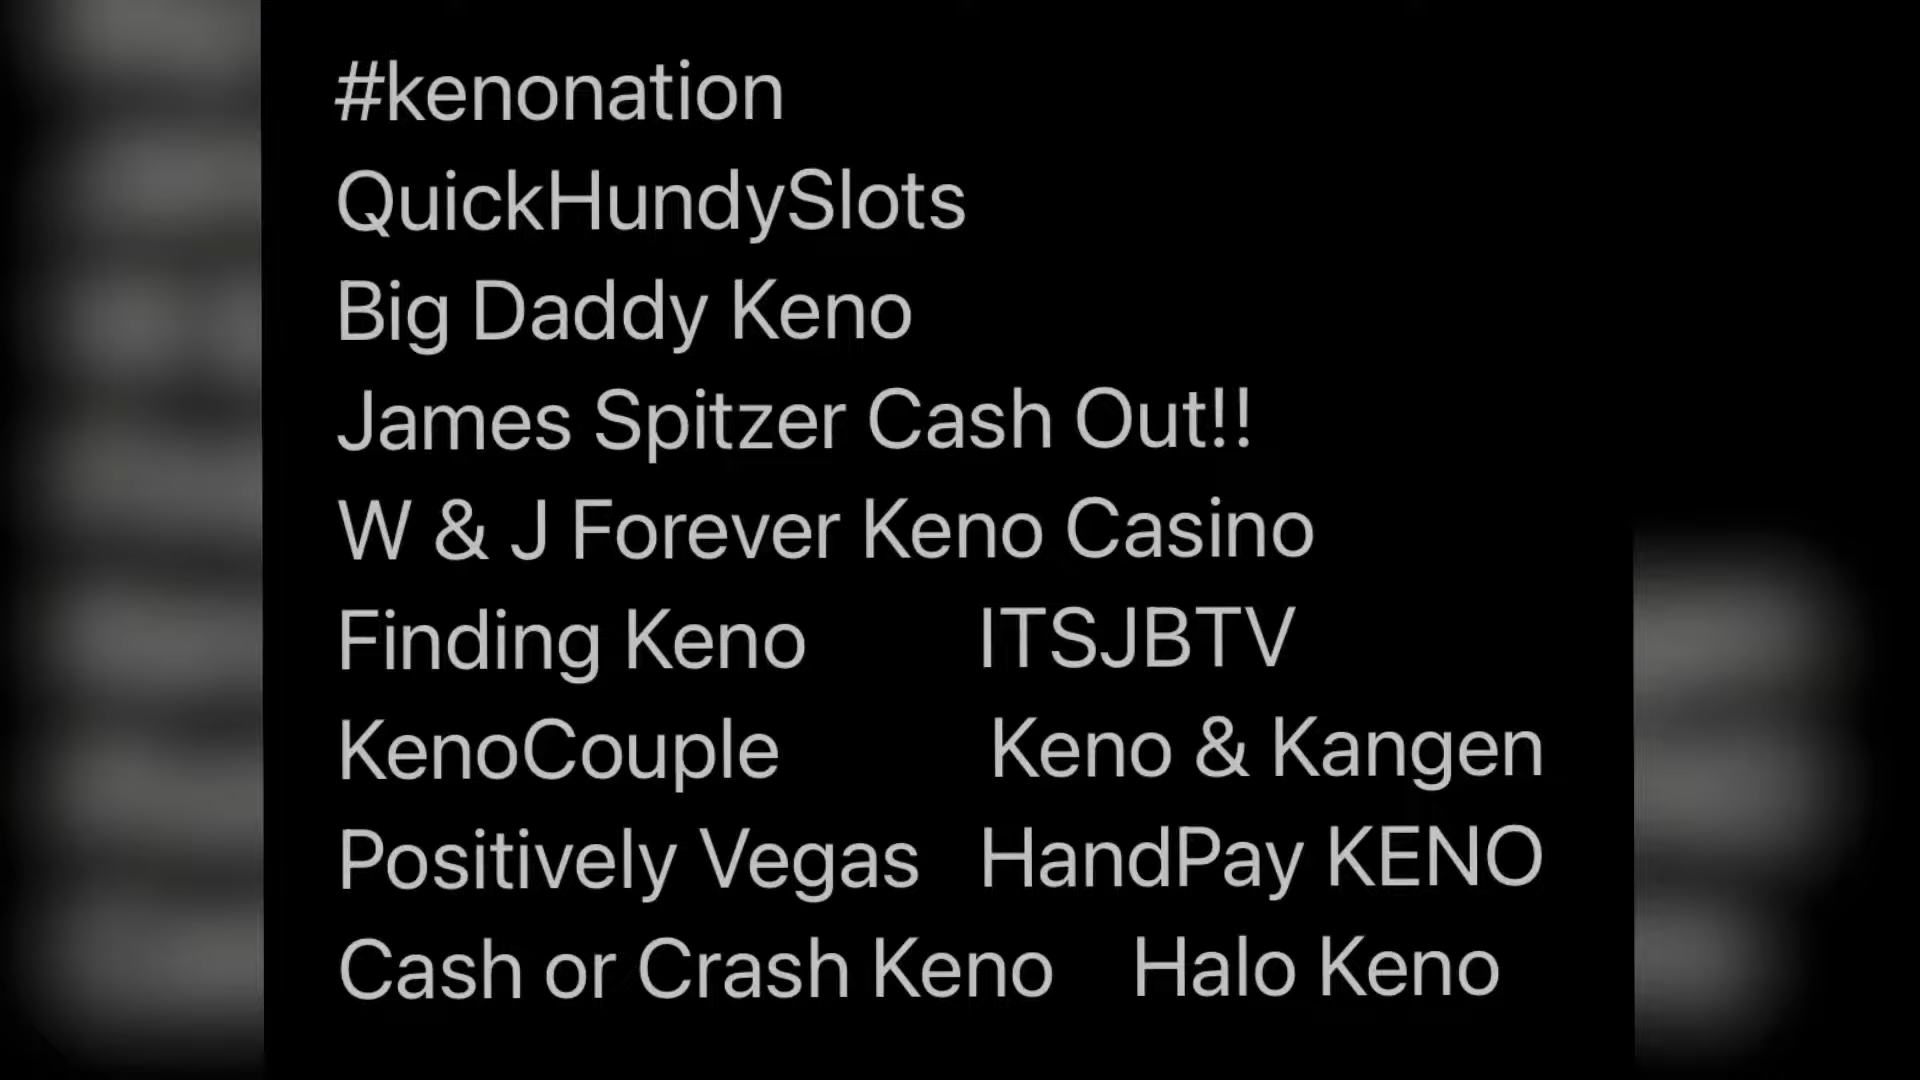 #kenonation
QuickHundySlots
Big Daddy Keno
James Spitzer Cash Out!!
W & J Forever Keno Casino
Finding Keno ITSJBTV
KenoCouple Keno & Kangen
Positively Vegas HandPay KENO
Cash or Crash Keno Halo Keno